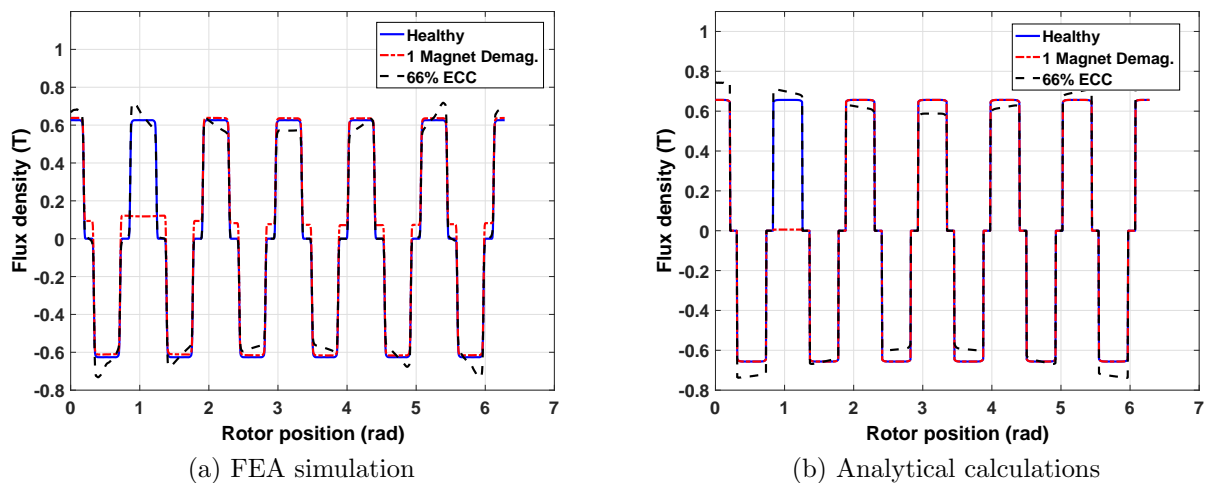 Flux density (T)
1
0.8
0.6
0.4
0.2
0
-0.2
-0.4
-0.6
-0.8
Healthy
1 Magnet Demag.
66% ECC
0 1 2 3 4 5 6 7
Rotor position (rad)
(a) FEA simulation
Flux density (T)
1
0.8
0.6
0.4
0.2
0
-0.2
-0.4
-0.6
-0.8
Healthy
1 Magnet Demag.
66% ECC
0 1 2 3 4 5 6 7
Rotor position (rad)
(b) Analytical calculations